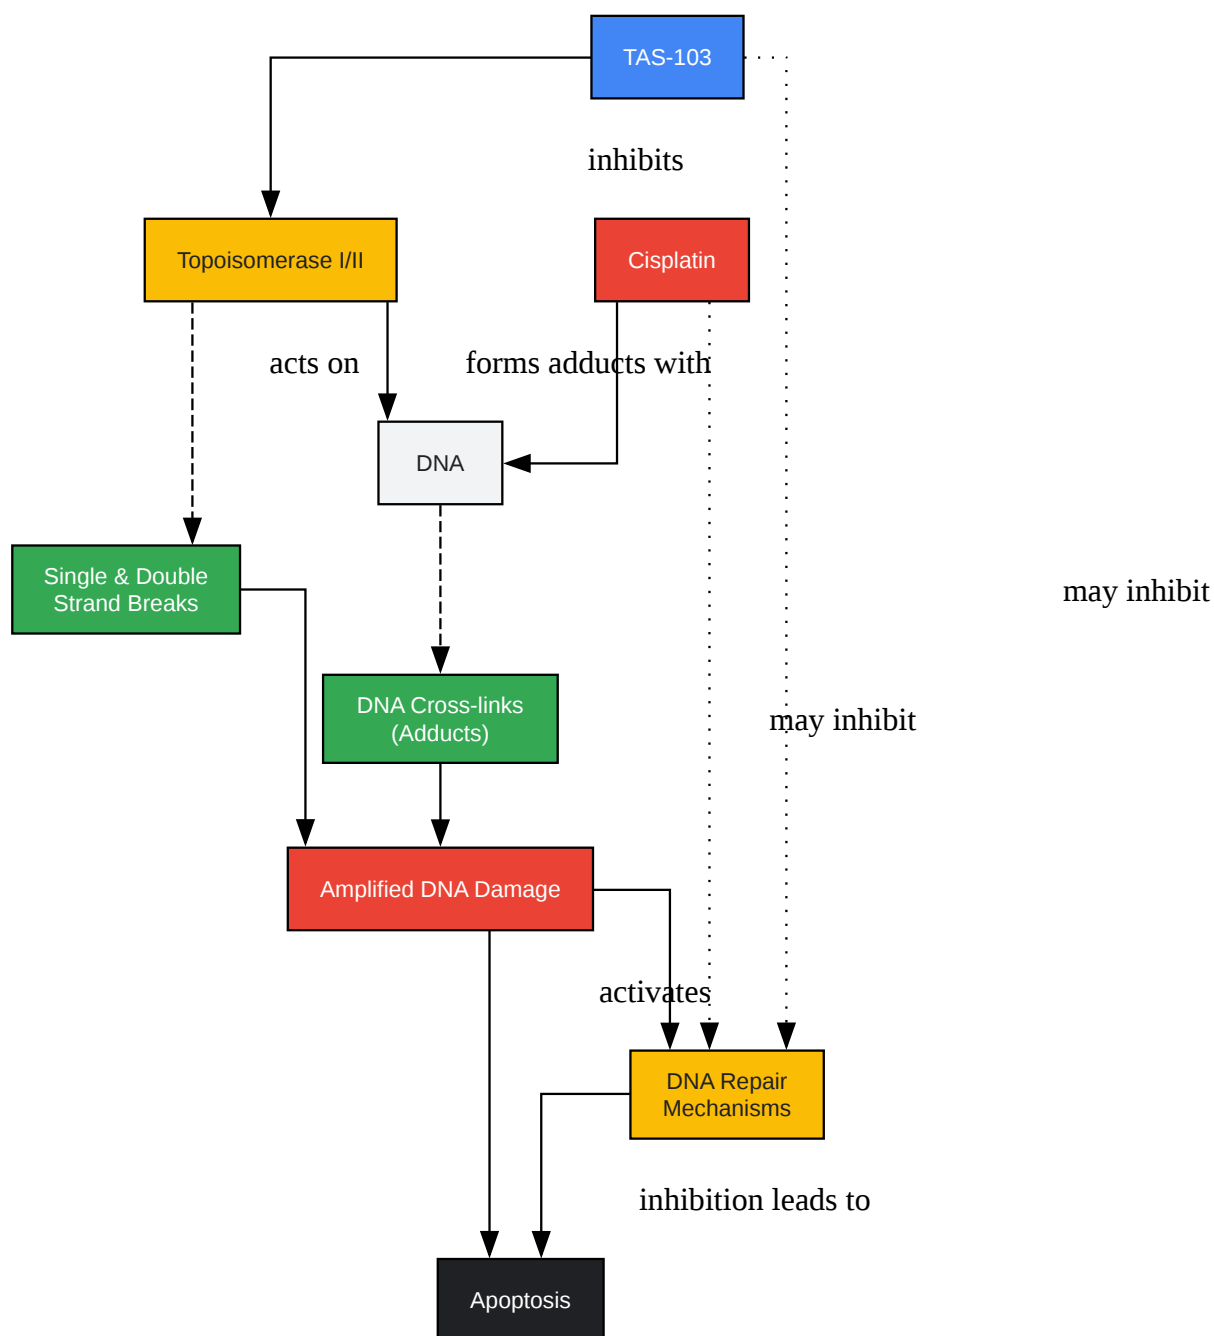 TAS-103
inhibits
Topoisomerase I/II
Cisplatin
acts on
forms adducts with
DNA
Single & Double
Strand Breaks
may inhibit
DNA Cross-links
(Adducts)
may inhibit
Amplified DNA Damage
activates
DNA Repair
Mechanisms
inhibition leads to
Apoptosis